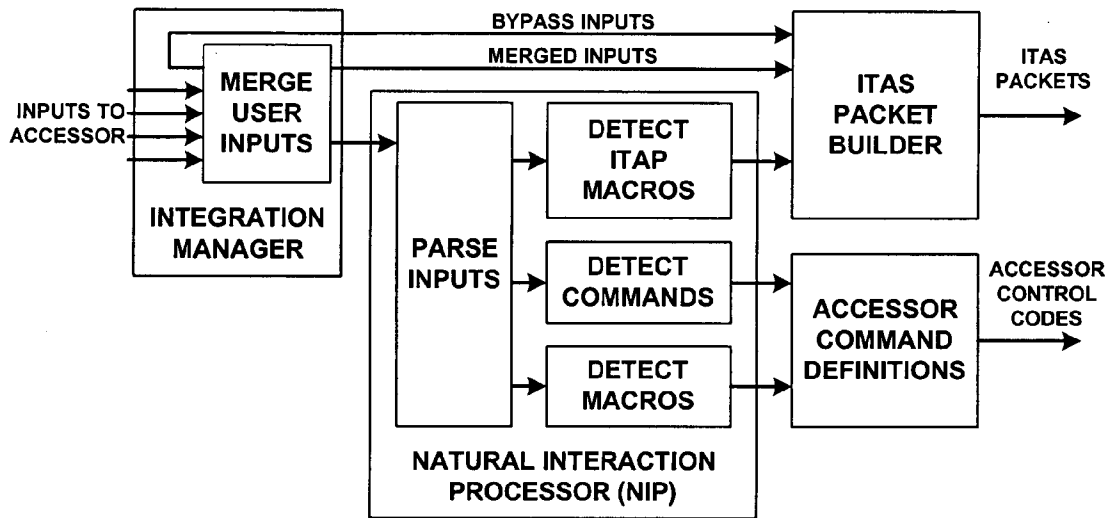 BYPASS INPUTS
MERGED INPUTS
INPUTS TO
ACCESSOR
MERGE
USER
INPUTS
INTEGRATION
MANAGER
PARSE
INPUTS
DETECT
ITAP
MACROS
DETECT
COMMANDS
DETECT
MACROS
NATURAL INTERACTION
PROCESSOR (NIP)
ITAS
PACKET
BUILDER
ITAS
PACKETS
ACCESSOR
COMMAND
DEFINITIONS
ACCESSOR
CONTROL
CODES